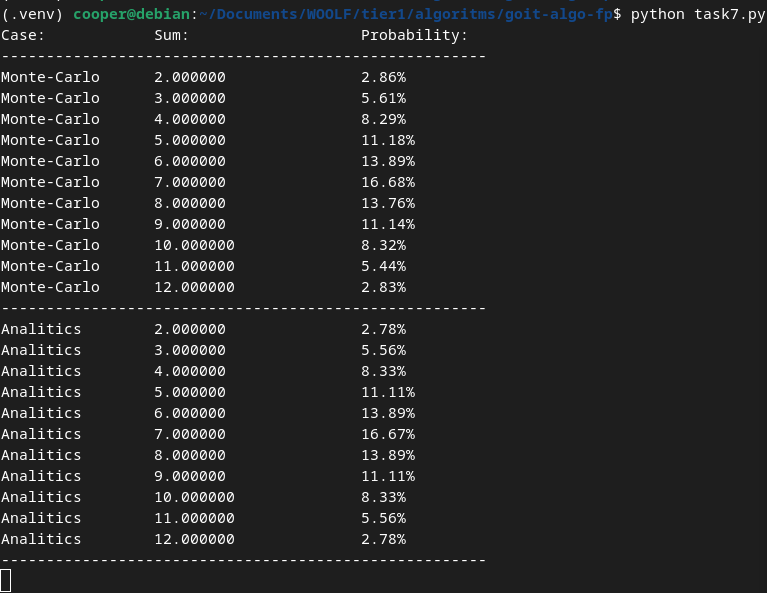 (.venv) cooper@debian:~/Documents/WOOLF/tier1/algoritms/goit-algo-fp$ python task7.py
Case:            Sum:                   Probability:
------------------------------------------------------
Monte-Carlo      2.000000               2.86%
Monte-Carlo      3.000000               5.61%
Monte-Carlo      4.000000               8.29%
Monte-Carlo      5.000000               11.18%
Monte-Carlo      6.000000               13.89%
Monte-Carlo      7.000000               16.68%
Monte-Carlo      8.000000               13.76%
Monte-Carlo      9.000000               11.14%
Monte-Carlo      10.000000              8.32%
Monte-Carlo      11.000000              5.44%
Monte-Carlo      12.000000              2.83%
------------------------------------------------------
Analitics        2.000000               2.78%
Analitics        3.000000               5.56%
Analitics        4.000000               8.33%
Analitics        5.000000               11.11%
Analitics        6.000000               13.89%
Analitics        7.000000               16.67%
Analitics        8.000000               13.89%
Analitics        9.000000               11.11%
Analitics        10.000000              8.33%
Analitics        11.000000              5.56%
Analitics        12.000000              2.78%
------------------------------------------------------